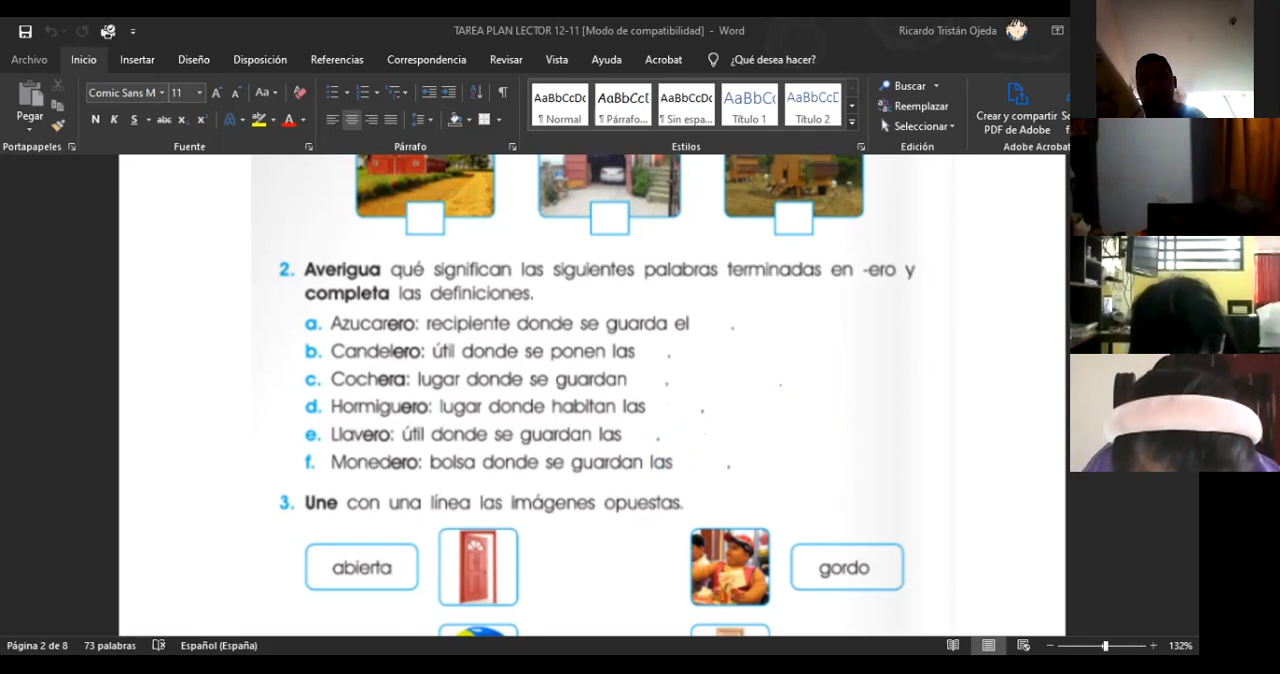 TAREA PLAN LECTOR 12-11 [Modo de compatibilidad] - Word
Ricardo Tristán Ojeda
Archivo Inicio Insertar Diseño Disposición Referencias Correspondencia Revisar Vista Ayuda Acrobat ¿Qué desea hacer?
Pegar
Comic Sans M 11
N K S abc x₂ x²
AaBbCcDc AaBbCcI AaBbCcDc AaBbCc AaBbCcD
¶ Normal ¶ Párrafo... ¶ Sin espa... Título 1 Título 2
Buscar
Reemplazar
Seleccionar
Crear y compartir
PDF de Adobe
Portapapeles Fuente Párrafo Estilos Edición Adobe Acrobat
2. Averigua qué significan las siguientes palabras terminadas en -ero y
completa las definiciones.
a. Azucarero: recipiente donde se guarda el .
b. Candelero: útil donde se ponen las .
c. Cochera: lugar donde se guardan .
d. Hormiguero: lugar donde habitan las .
e. Llavero: útil donde se guardan las .
f. Monedero: bolsa donde se guardan las .
3. Une con una línea las imágenes opuestas.
abierta gordo
Página 2 de 8 73 palabras Español (España) 132%